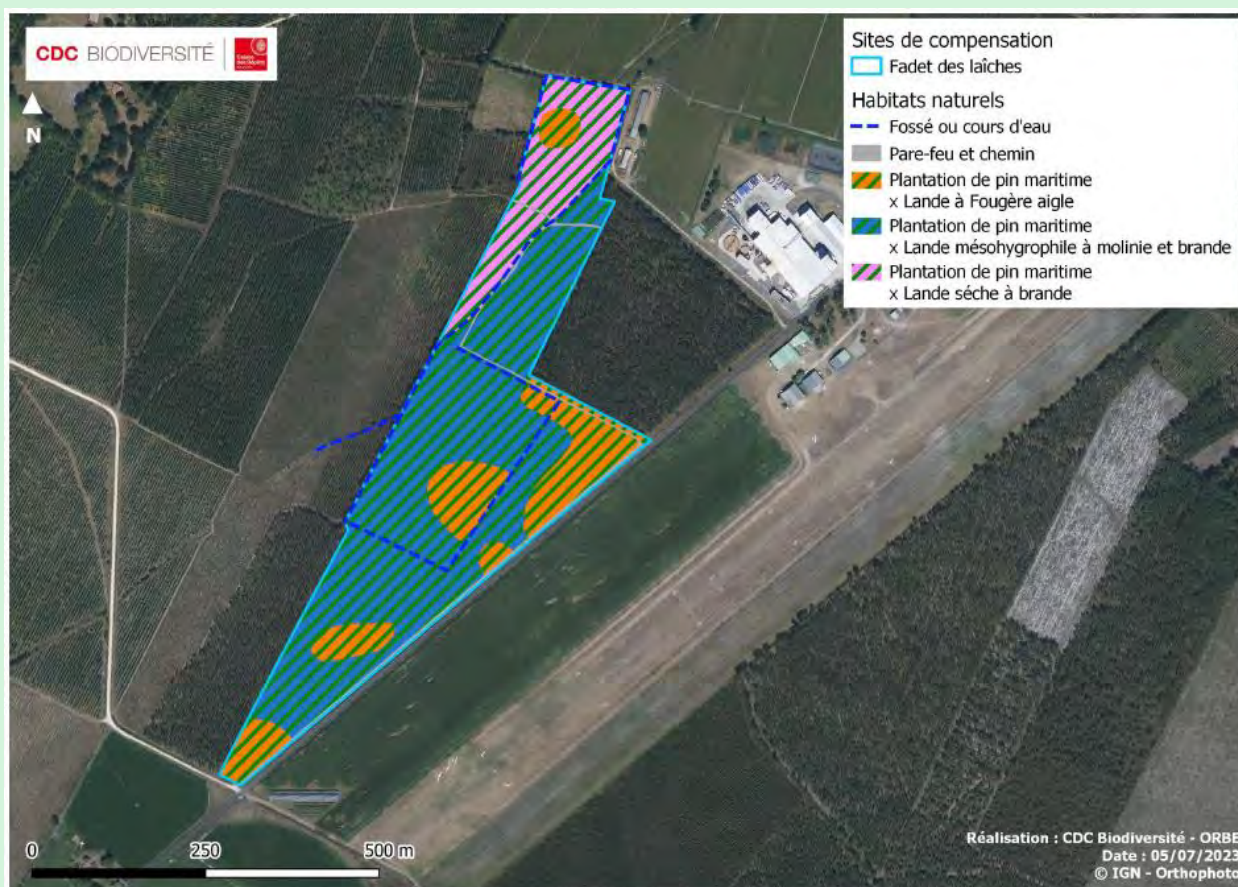 CDC BIODIVERSITÉ
N
Sites de compensation
Fadet des laîches
Habitats naturels
Fossé ou cours d'eau
Pare-feu et chemin
Plantation de pin maritime
x Lande à Fougère aigle
Plantation de pin maritime
x Lande mésohygrophile à molinie et brande
Plantation de pin maritime
x Lande séche à brande
0 250 500 m
Réalisation : CDC Biodiversité - ORBE
Date : 05/07/2023
© IGN - Orthophoto